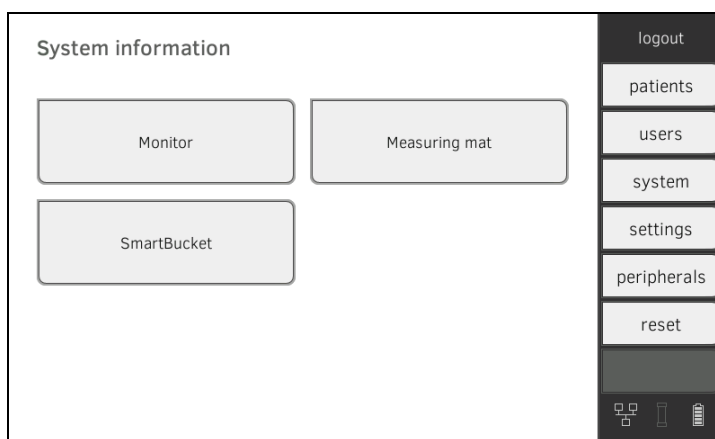 System information
Monitor
Measuring mat
SmartBucket
logout
patients
users
system
settings
peripherals
reset